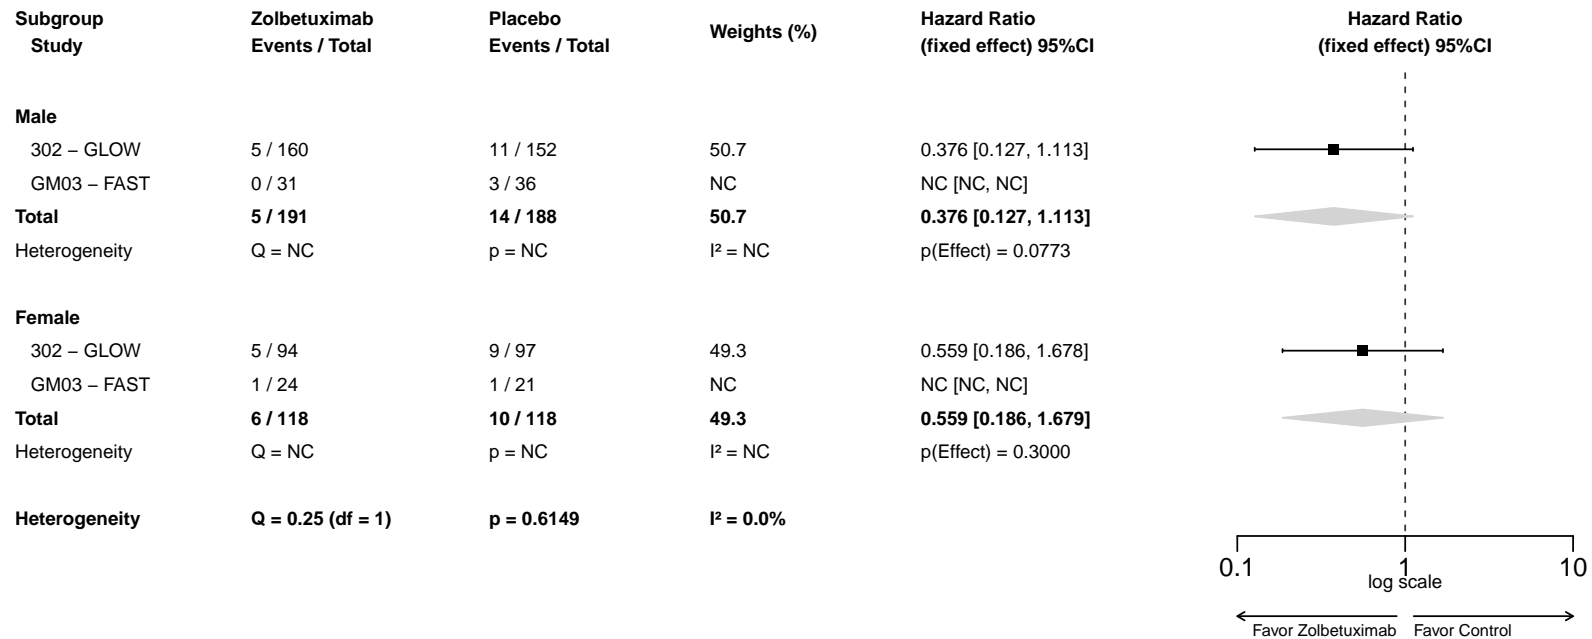 Subgroup Zolbetuximab Placebo Weights (%) Hazard Ratio Hazard Ratio
Study Events / Total Events / Total (fixed effect) 95%CI (fixed effect) 95%CI
Male
302 – GLOW 5 / 160 11 / 152 50.7 0.376 [0.127, 1.113]
GM03 – FAST 0 / 31 3 / 36 NC NC [NC, NC]
Total 5 / 191 14 / 188 50.7 0.376 [0.127, 1.113]
Heterogeneity Q = NC p = NC I² = NC p(Effect) = 0.0773
Female
302 – GLOW 5 / 94 9 / 97 49.3 0.559 [0.186, 1.678]
GM03 – FAST 1 / 24 1 / 21 NC NC [NC, NC]
Total 6 / 118 10 / 118 49.3 0.559 [0.186, 1.679]
Heterogeneity Q = NC p = NC I² = NC p(Effect) = 0.3000
Heterogeneity Q = 0.25 (df = 1) p = 0.6149 I² = 0.0%
0.1 1 10
log scale
Favor Zolbetuximab Favor Control